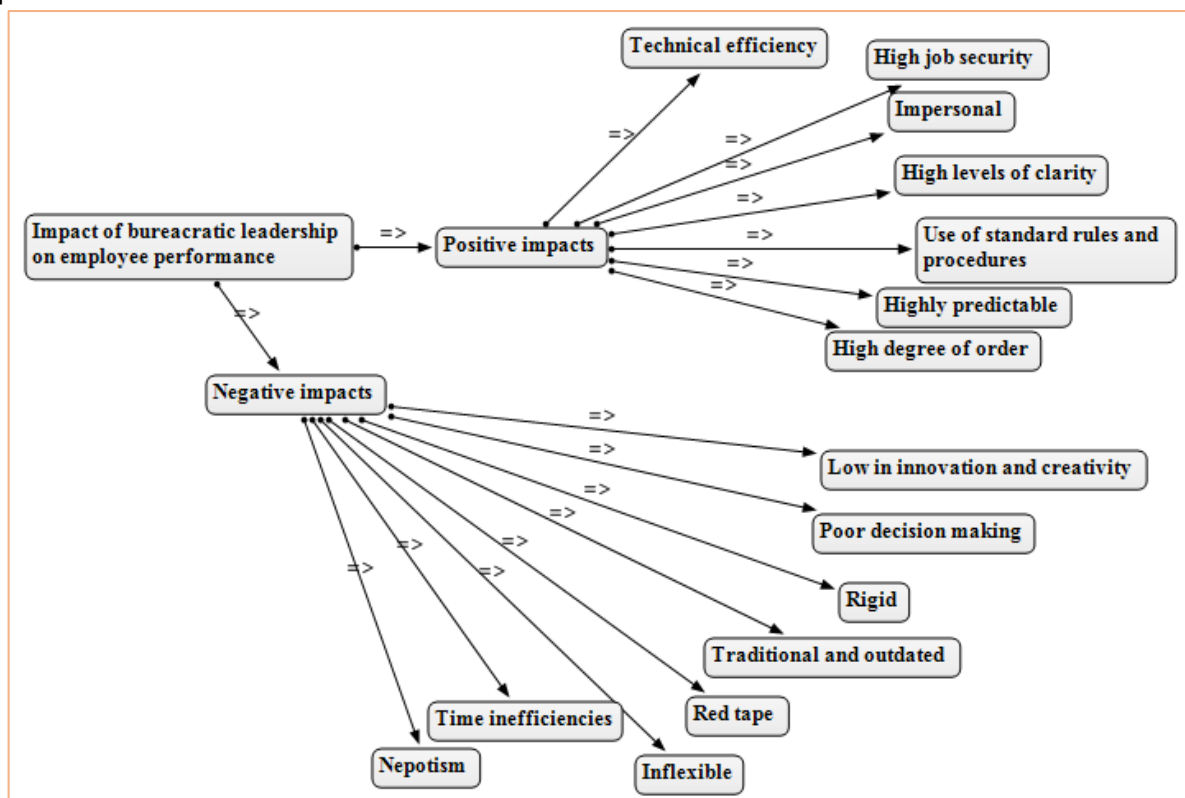 Technical efficiency
High job security
=>
=>
Impersonal
=>
High levels of clarity
=>
Impact of bureacratic leadership
on employee performance
=>
Positive impacts
=>
Use of standard rules and
procedures
=>
Highly predictable
=>
High degree of order
=>
Negative impacts
=>
Low in innovation and creativity
=>
Poor decision making
=>
Rigid
=>
Traditional and outdated
=>
Red tape
=>
Time inefficiencies
=>
Inflexible
=>
Nepotism